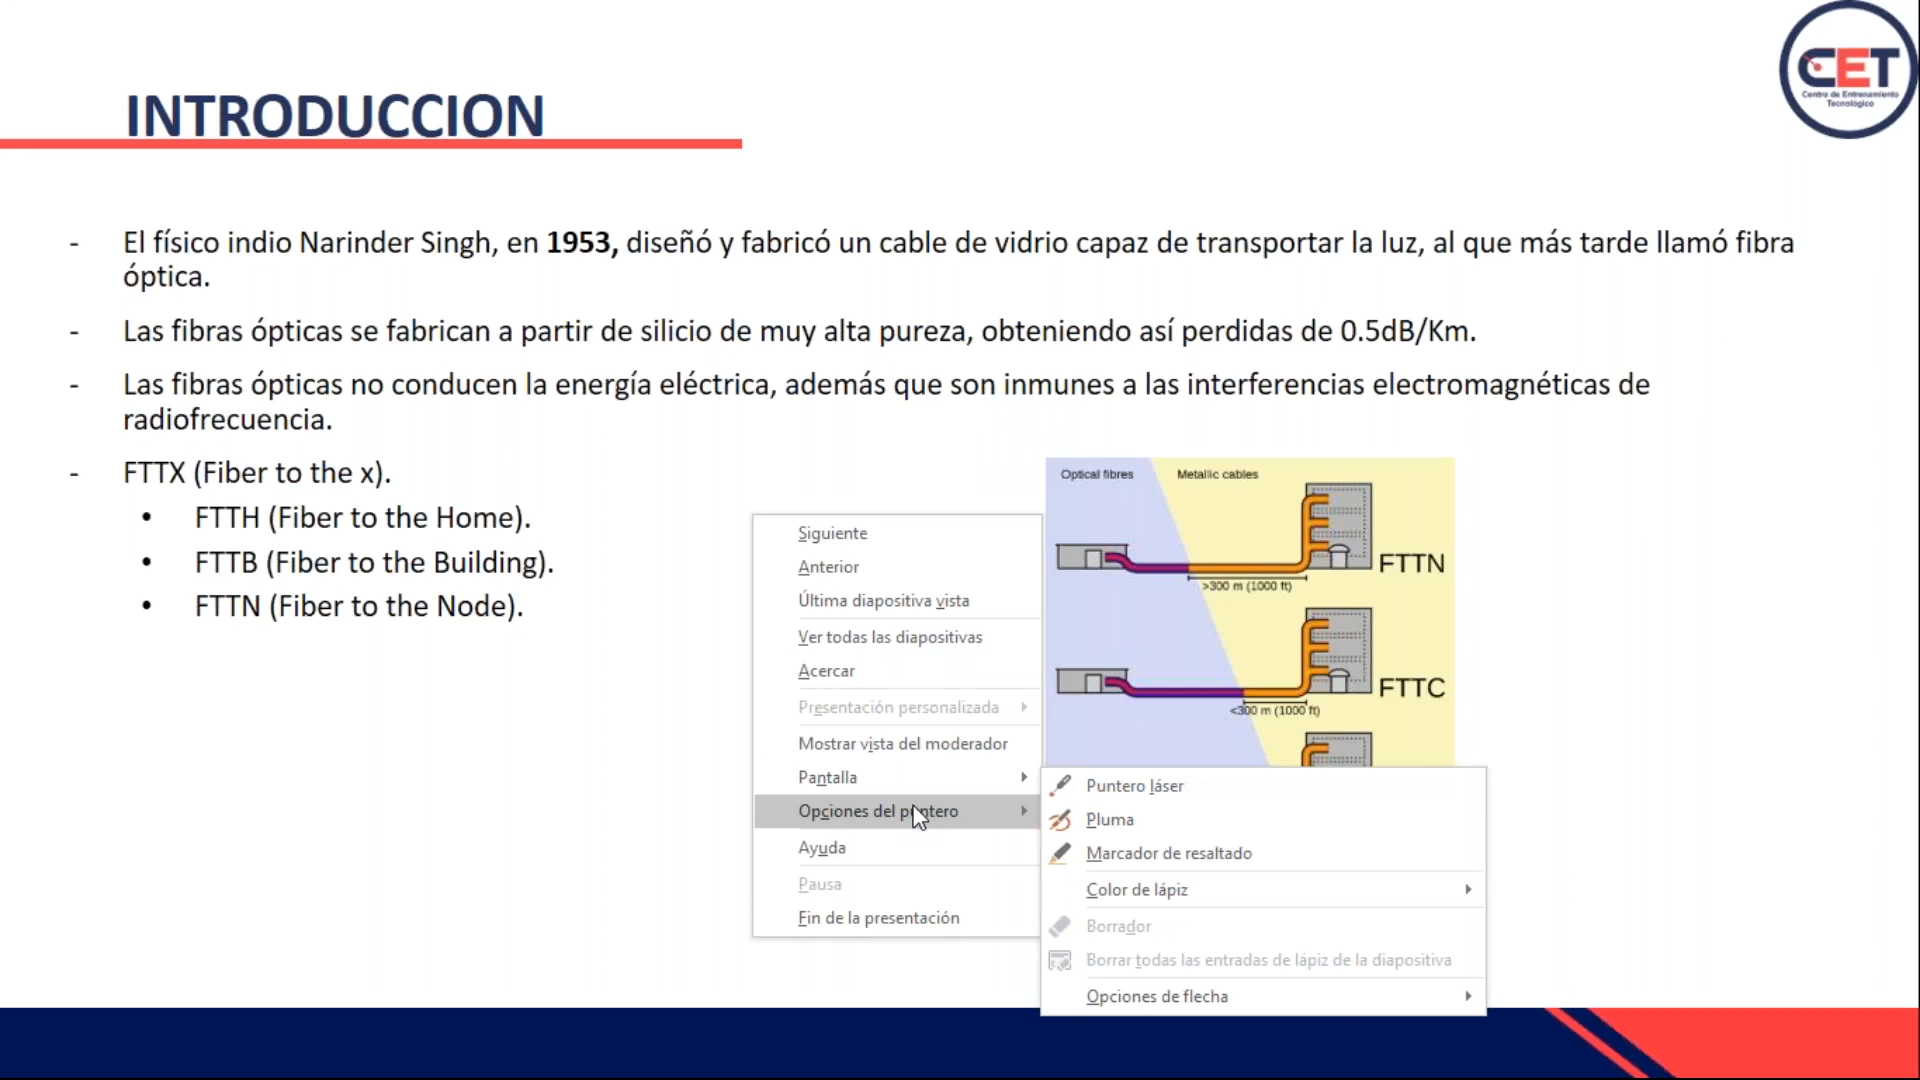 CET
Centro de Entrenamiento
Tecnológico
INTRODUCCION
- El físico indio Narinder Singh, en 1953, diseñó y fabricó un cable de vidrio capaz de transportar la luz, al que más tarde llamó fibra
óptica.
- Las fibras ópticas se fabrican a partir de silicio de muy alta pureza, obteniendo así perdidas de 0.5dB/Km.
- Las fibras ópticas no conducen la energía eléctrica, además que son inmunes a las interferencias electromagnéticas de
radiofrecuencia.
- FTTX (Fiber to the x).
• FTTH (Fiber to the Home).
• FTTB (Fiber to the Building).
• FTTN (Fiber to the Node).
Optical fibres
Metallic cables
FTTN
>300 m (1000 ft)
FTTC
<300 m (1000 ft)
Siguiente
Anterior
Última diapositiva vista
Ver todas las diapositivas
Acercar
Presentación personalizada
Mostrar vista del moderador
Pantalla
Opciones del puntero
Ayuda
Pausa
Fin de la presentación
Puntero láser
Pluma
Marcador de resaltado
Color de lápiz
Borrador
Borrar todas las entradas de lápiz de la diapositiva
Opciones de flecha